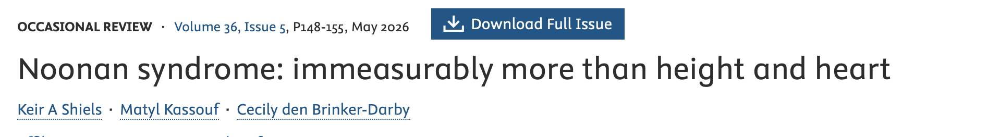 OCCASIONAL REVIEW · Volume 36, Issue 5, P148-155, May 2026 Download Full Issue
Noonan syndrome: immeasurably more than height and heart
Keir A Shiels · Matyl Kassouf · Cecily den Brinker-Darby